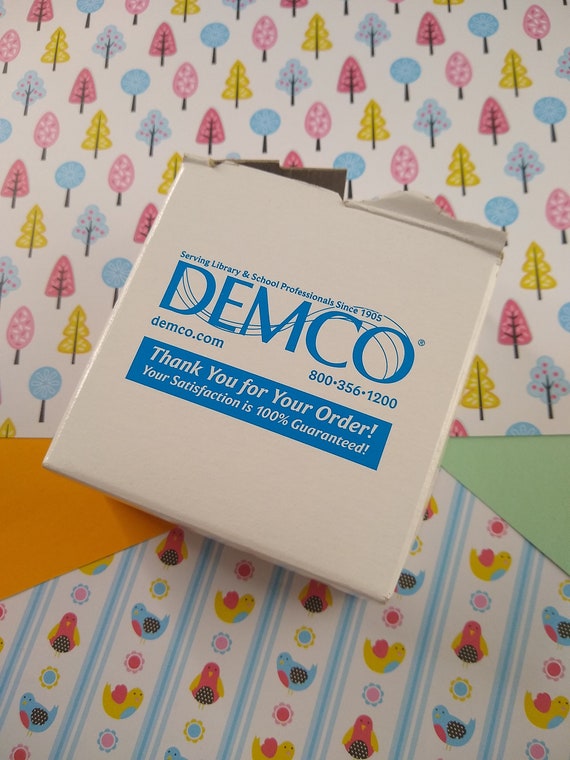 Serving Library & School Professionals Since 1905
DEMCO®
demco.com
800•356•1200
Thank You for Your Order!
Your Satisfaction is 100% Guaranteed!